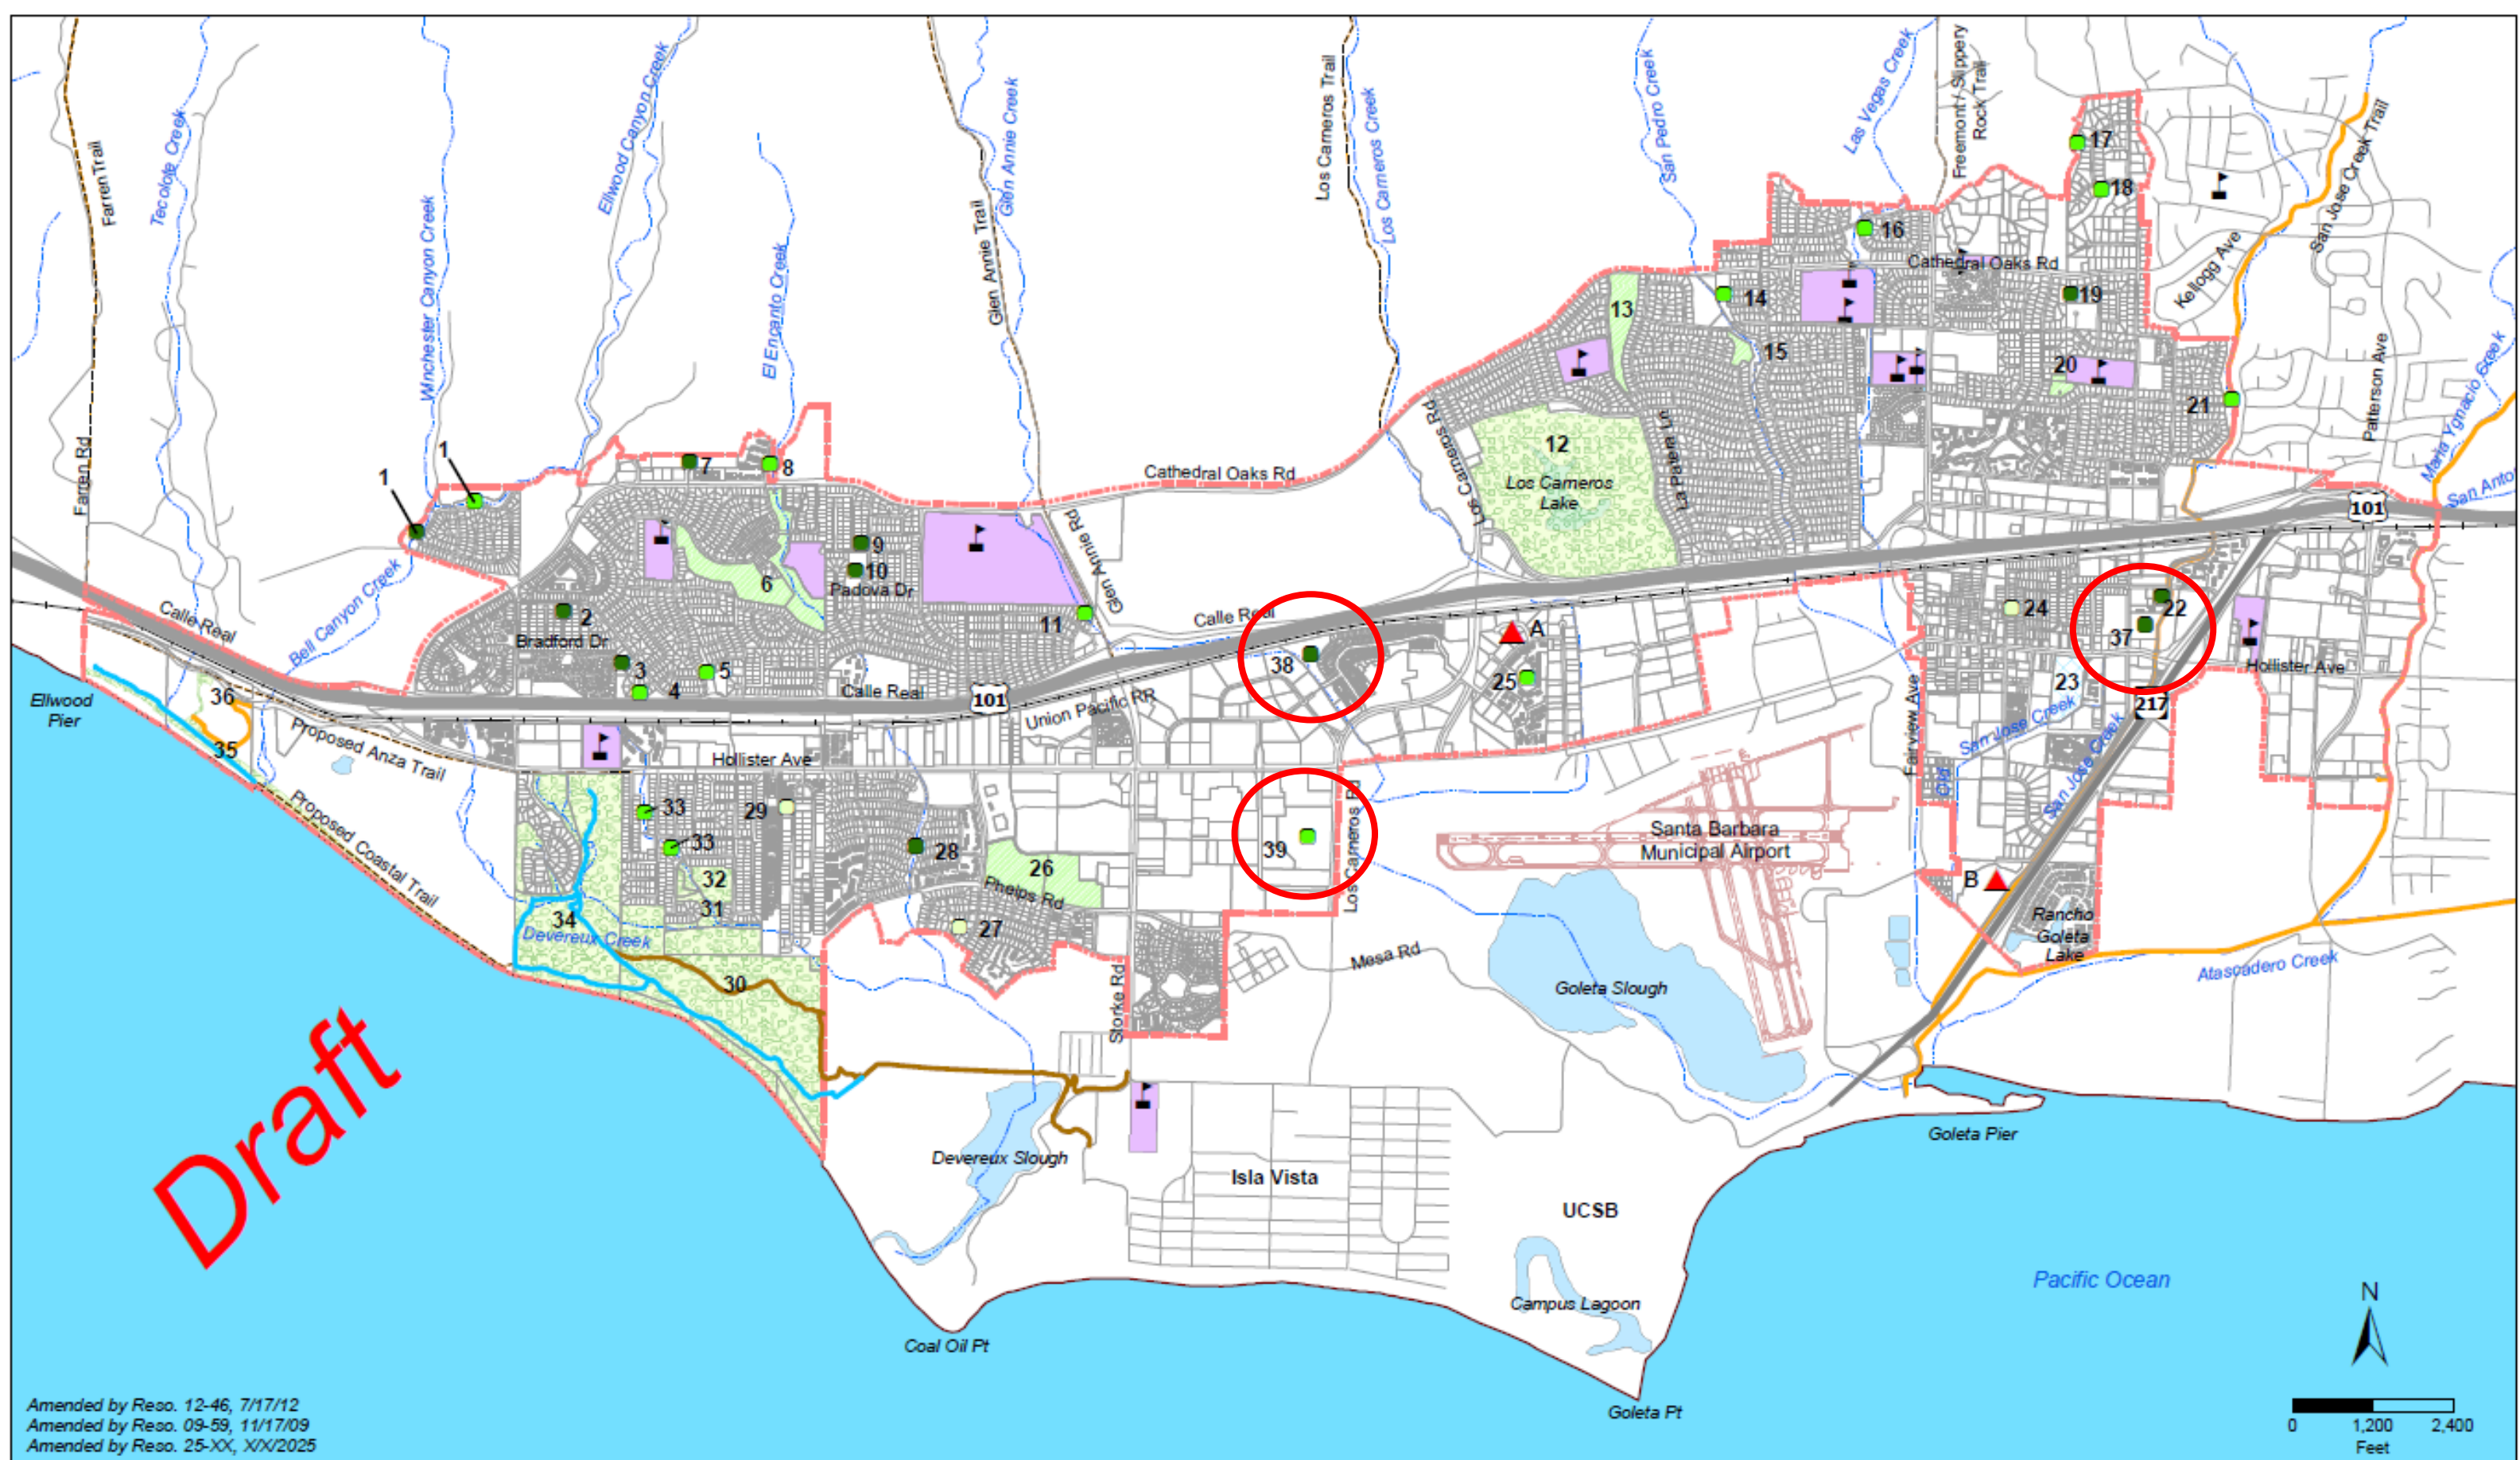 Farren Trail
Tecolote Creek
Winchester Canyon Creek
Ellwood Canyon Creek
El Encanto Creek
Glen Annie Trail
Glen Annie Creek
Los Carneros Trail
Los Carneros Creek
San Pedro Creek
Las Vegas Creek
Freemont / Slippery
Rock Trail
San Jose Creek Trail
17
18
16
Cathedral Oaks Rd
Kellogg Ave
19
14
13
15
20
21
Patterson Ave
Maria Ygnacio Creek
San Anto
Farren Rd
1
1
7
8
Cathedral Oaks Rd
Los Carneros Rd
12
Los Carneros
Lake
La Patera Ln
101
9
10
Padova Dr
6
2
Bradford Dr
3
4
5
11
Glen Annie Rd
Calle Real
Calle Real
Bell Canyon Creek
Calle Real
101
Union Pacific RR
38
A
25
24
22
37
Hollister Ave
23
217
Fairview Ave
Old
San Jose Creek
San Jose Creek
Ellwood
Pier
36
35
Proposed Anza Trail
Proposed Coastal Trail
Hollister Ave
33
33
29
28
26
Phelps Rd
27
32
31
34
Devereux Creek
30
39
Los Carneros Rd
Santa Barbara
Municipal Airport
B
Rancho
Goleta
Lake
Atascadero Creek
Mesa Rd
Storke Rd
Goleta Slough
Goleta Pier
Devereux Slough
Isla Vista
UCSB
Campus Lagoon
Coal Oil Pt
Goleta Pt
Pacific Ocean
Draft
N
0 1,200 2,400
Feet
Amended by Reso. 12-46, 7/17/12
Amended by Reso. 09-59, 11/17/09
Amended by Reso. 25-XX, X/X/2025